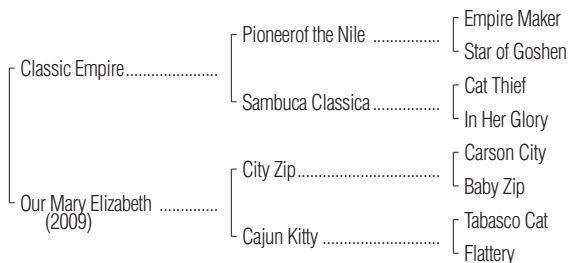 Empire Maker
Pioneerof the Nile ................
Star of Goshen
Classic Empire......................
Cat Thief
Sambuca Classica................
In Her Glory
Carson City
City Zip..................................
Baby Zip
Our Mary Elizabeth ..............
(2009)
Tabasco Cat
Cajun Kitty ............................
Flattery